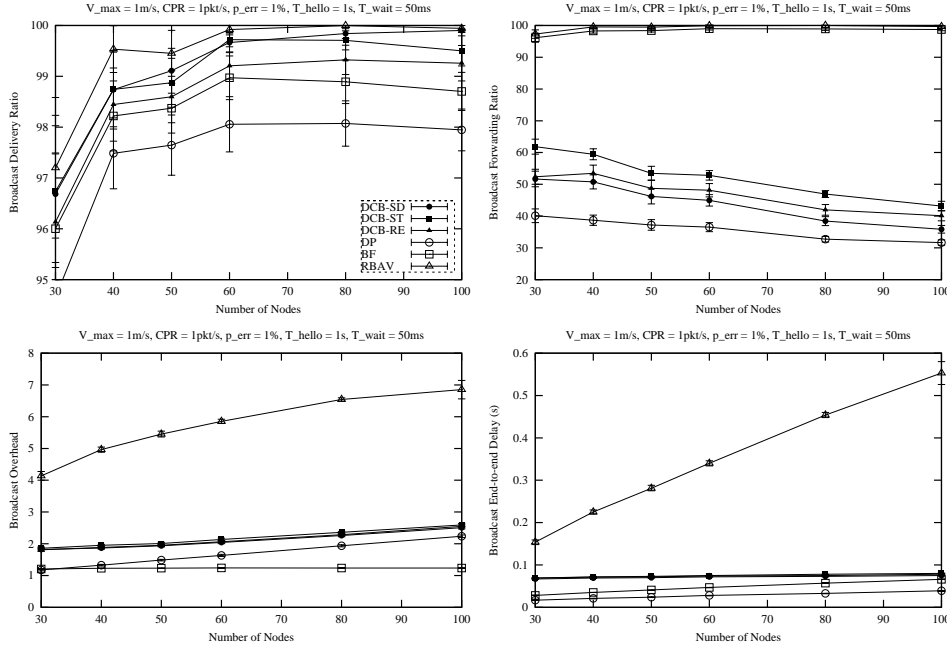 V_max = 1m/s, CPR = 1pkt/s, p_err = 1%, T_hello = 1s, T_wait = 50ms
100
99
98
97
96
95
Broadcast Delivery Ratio
DCB-SD
DCB-ST
DCB-RE
DP
BF
RBAV
30 40 50 60 70 80 90 100
Number of Nodes
V_max = 1m/s, CPR = 1pkt/s, p_err = 1%, T_hello = 1s, T_wait = 50ms
100
90
80
70
60
50
40
30
20
Broadcast Forwarding Ratio
30 40 50 60 70 80 90 100
Number of Nodes
V_max = 1m/s, CPR = 1pkt/s, p_err = 1%, T_hello = 1s, T_wait = 50ms
8
7
6
5
4
3
2
1
0
Broadcast Overhead
30 40 50 60 70 80 90 100
Number of Nodes
V_max = 1m/s, CPR = 1pkt/s, p_err = 1%, T_hello = 1s, T_wait = 50ms
0.6
0.5
0.4
0.3
0.2
0.1
0
Broadcast End-to-end Delay (s)
30 40 50 60 70 80 90 100
Number of Nodes